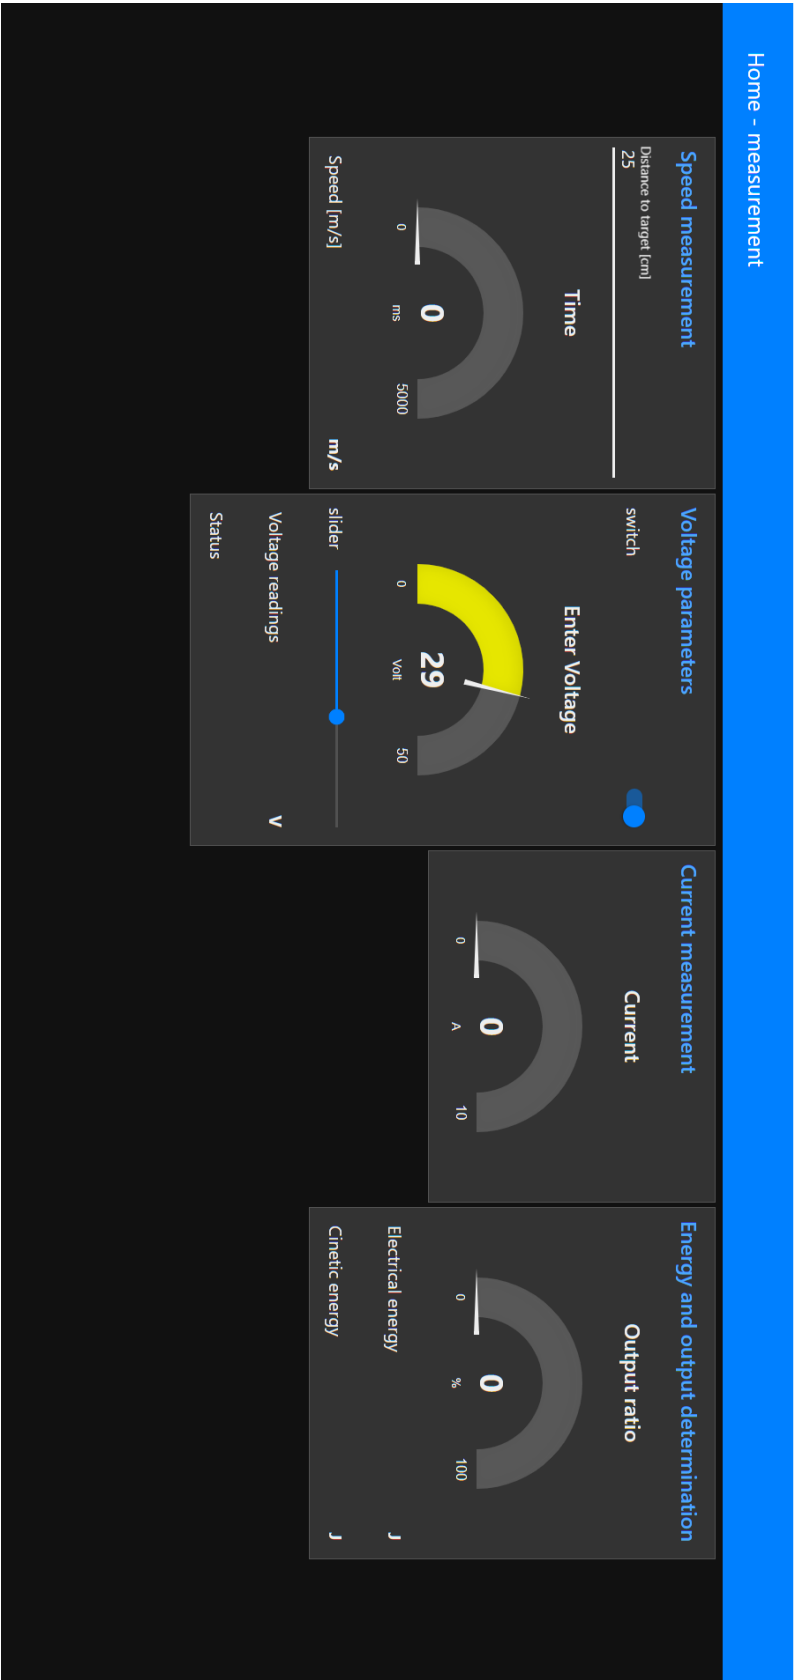 Home - measurement
Speed measurement
Distance to target [cm]
25
Time
0
ms
0
5000
Speed [m/s]
m/s
Voltage parameters
switch
Enter Voltage
29
Volt
0
50
slider
Voltage readings
V
Status
Current measurement
Current
0
A
0
10
Energy and output determination
Output ratio
0
%
0
100
Electrical energy
J
Cinetic energy
J